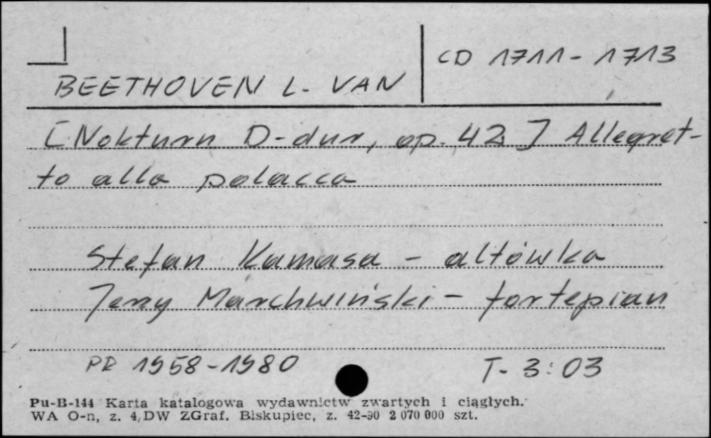 CD 1711-1713
BEETHOVEN L. VAN
[Nokturn D-dur, op. 42] Allegret-
to alla polacca
Stefan Kamasa - altówka
Jerzy Marchwiński - fortepian
PR 1958-1980 T- 3:03
Pu-B-144 Karta katalogowa wydawnictw zwartych i ciągłych.
WA O-n, z. 4, DW ZGraf. Biskupiec, z. 42-90 2 070 000 szt.